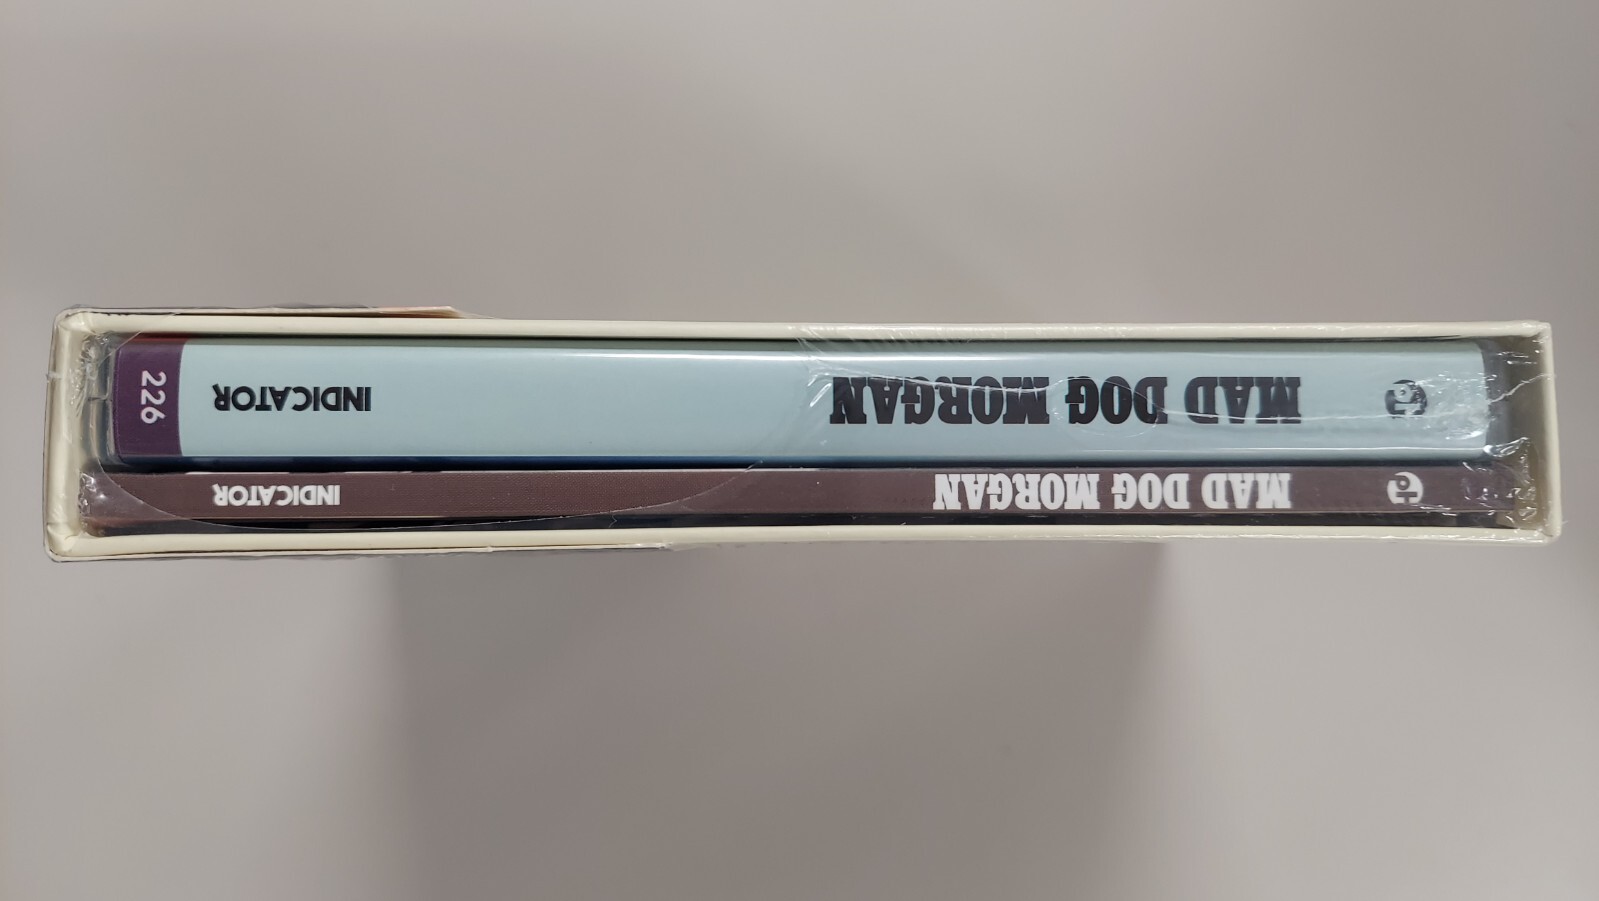 MAD DOG MORGAN
INDICATOR
MAD DOG MORGAN
INDICATOR
226